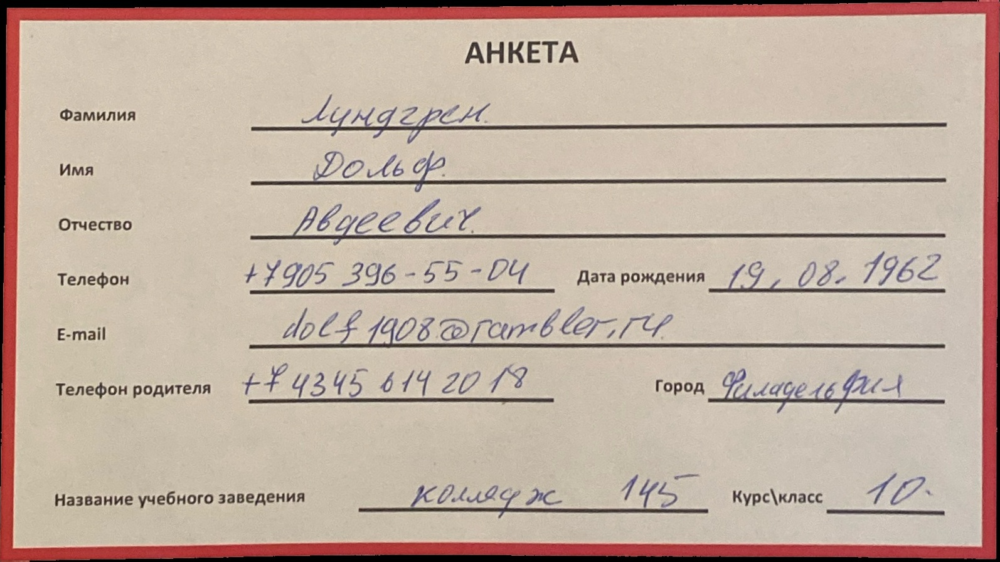 АНКЕТА
Фамилия Лундгрен.
Имя Дольф.
Отчество Авдеевич.
Телефон +7905 396-55-04 Дата рождения 19.08.1962
E-mail dolf1908@rambler.ru.
Телефон родителя +7 4345 614 20 18 Город Филадельфия
Название учебного заведения колледж 145 Курс\класс 10.